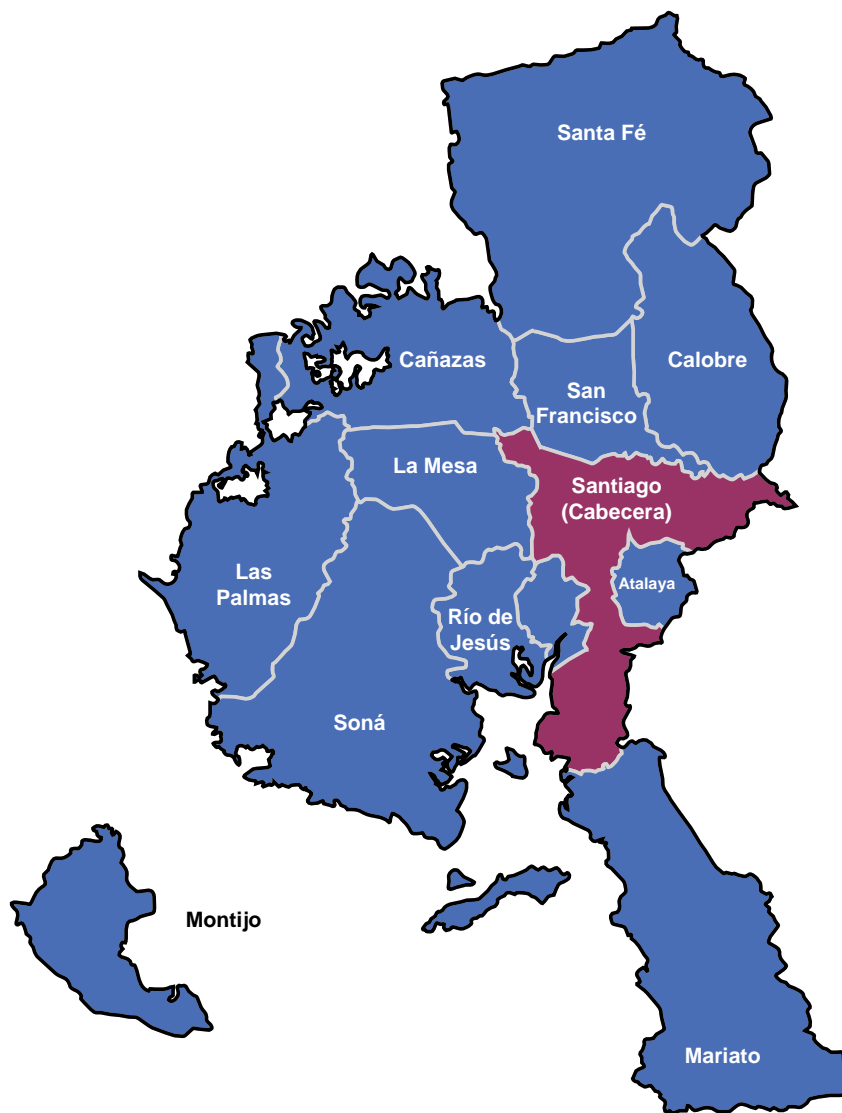 Santa Fé
Cañazas
Calobre
San
Francisco
La Mesa
Santiago
(Cabecera)
Las
Palmas
Atalaya
Río de
Jesús
Soná
Montijo
Mariato